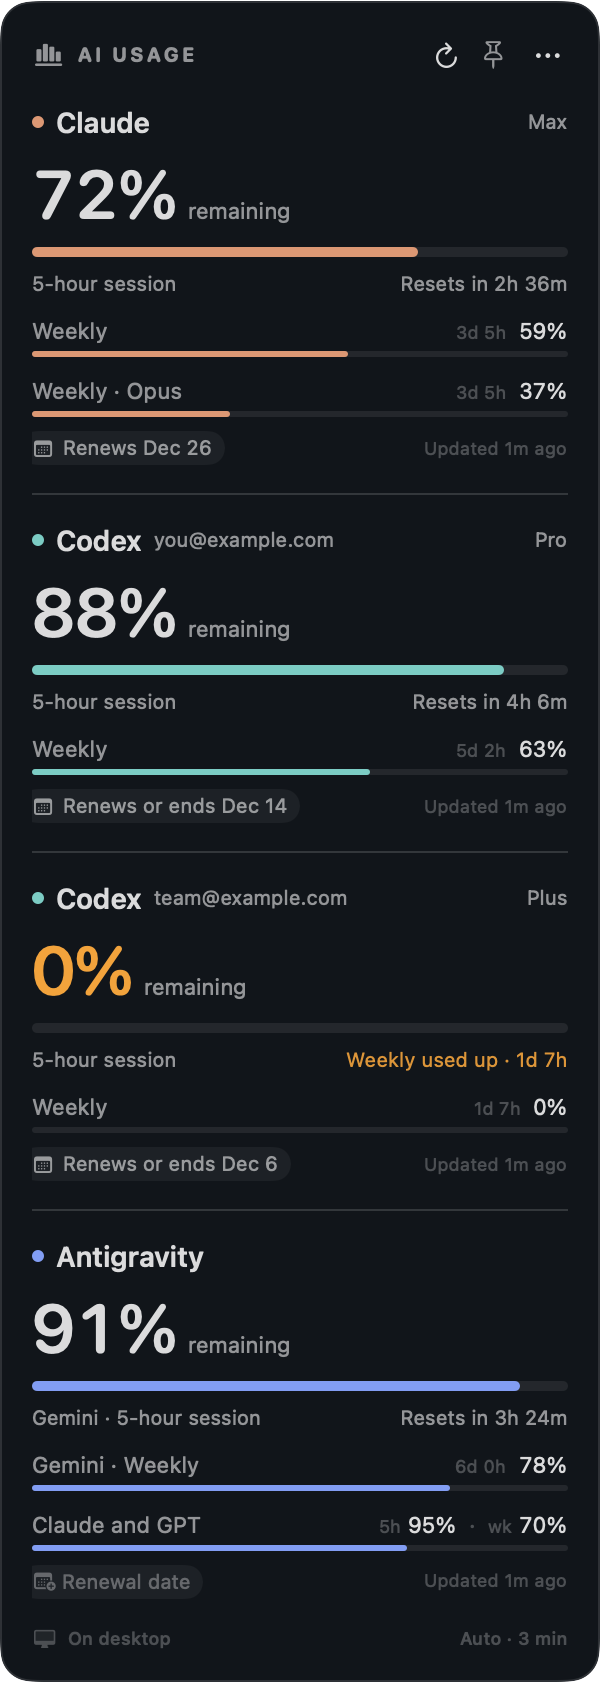 AI USAGE
Claude Max
72% remaining
5-hour session Resets in 2h 36m
Weekly 3d 5h 59%
Weekly · Opus 3d 5h 37%
Renews Dec 26 Updated 1m ago
Codex you@example.com Pro
88% remaining
5-hour session Resets in 4h 6m
Weekly 5d 2h 63%
Renews or ends Dec 14 Updated 1m ago
Codex team@example.com Plus
0% remaining
5-hour session Weekly used up · 1d 7h
Weekly 1d 7h 0%
Renews or ends Dec 6 Updated 1m ago
Antigravity
91% remaining
Gemini · 5-hour session Resets in 3h 24m
Gemini · Weekly 6d 0h 78%
Claude and GPT 5h 95% · wk 70%
Renewal date Updated 1m ago
On desktop Auto · 3 min